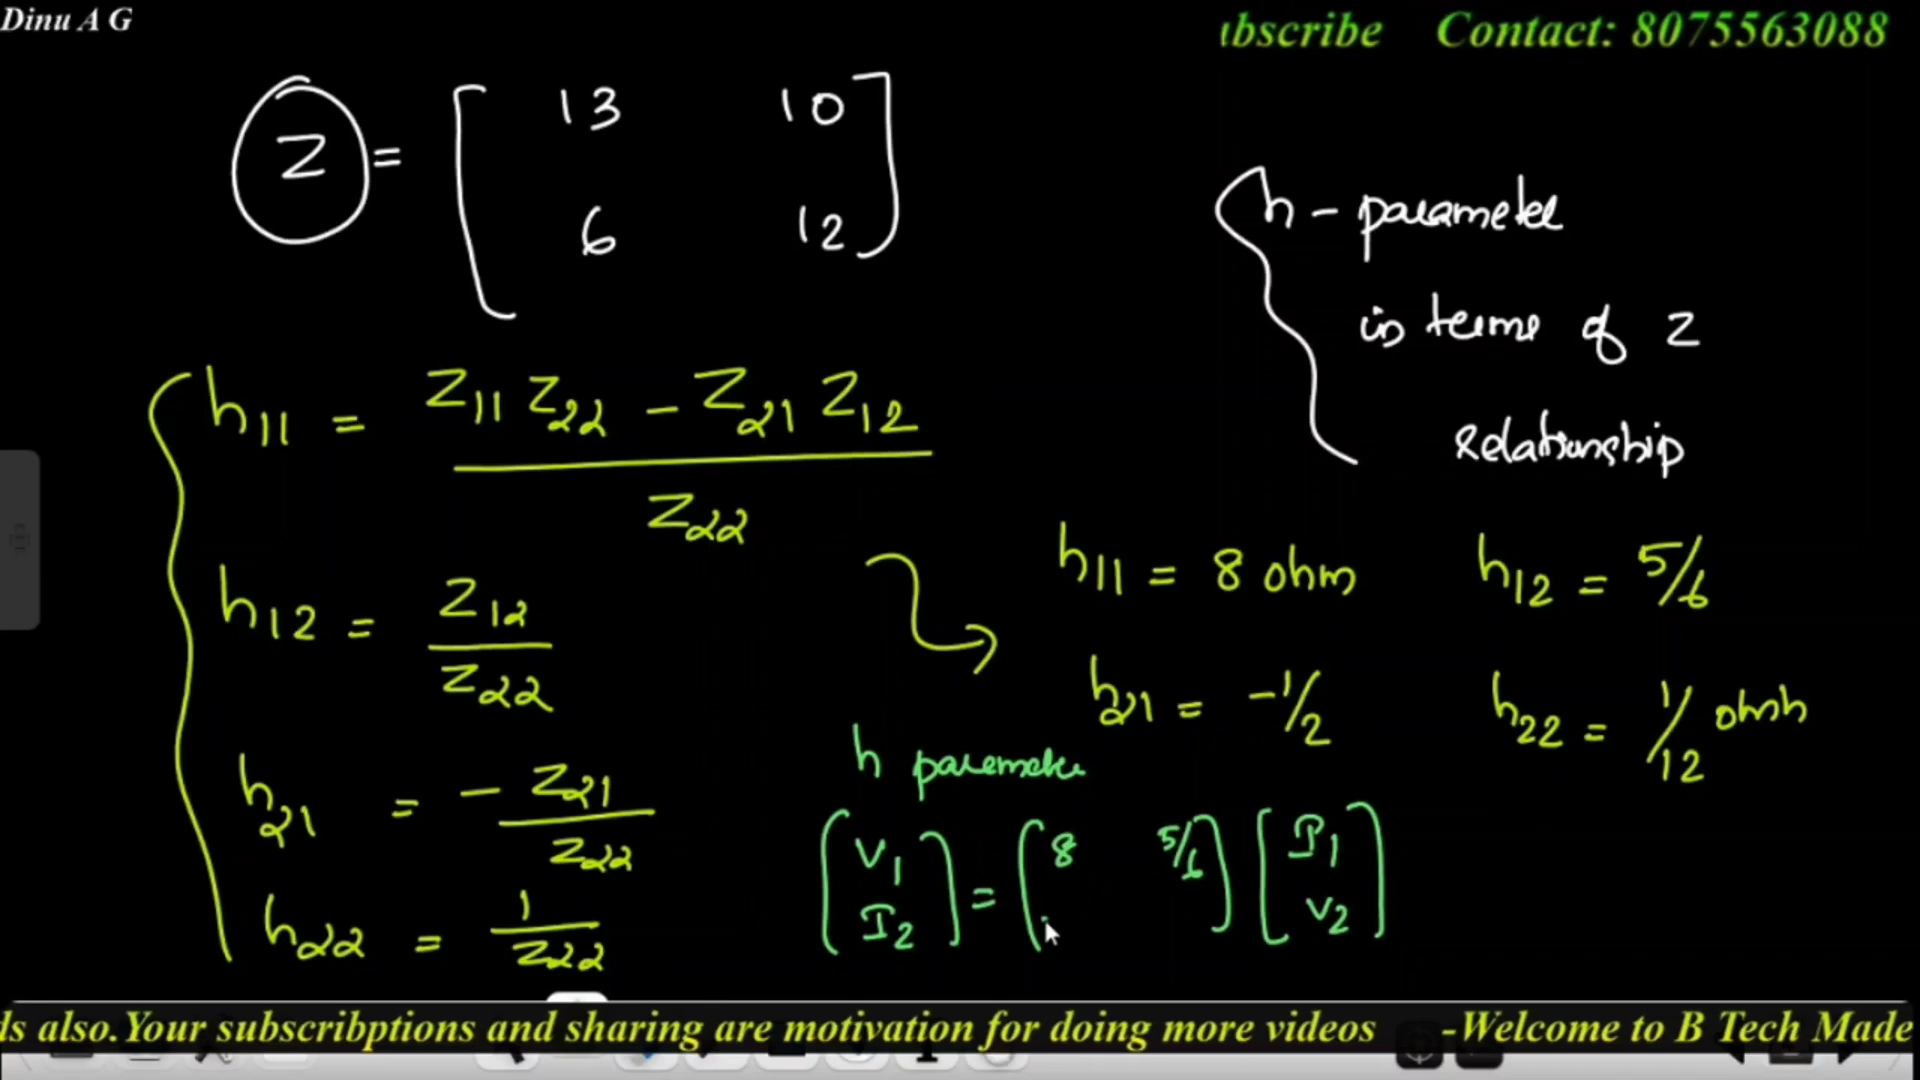 Dinu A G
ubscribe Contact: 8075563088
Z = [ 13 10
6 12 ]
h - parameter
in terms of Z
relationship
h11 = Z11 Z22 - Z21 Z12
Z22
h12 = Z12
Z22
h21 = - Z21
Z22
h22 = 1
Z22
h11 = 8 ohm h12 = 5/6
h21 = -1/2 h22 = 1/12 omh
h parameter
[ V1 = [ 8 5/6 ] [ I1
I2 ] V2 ]
ds also.Your subscribptions and sharing are motivation for doing more videos -Welcome to B Tech Made